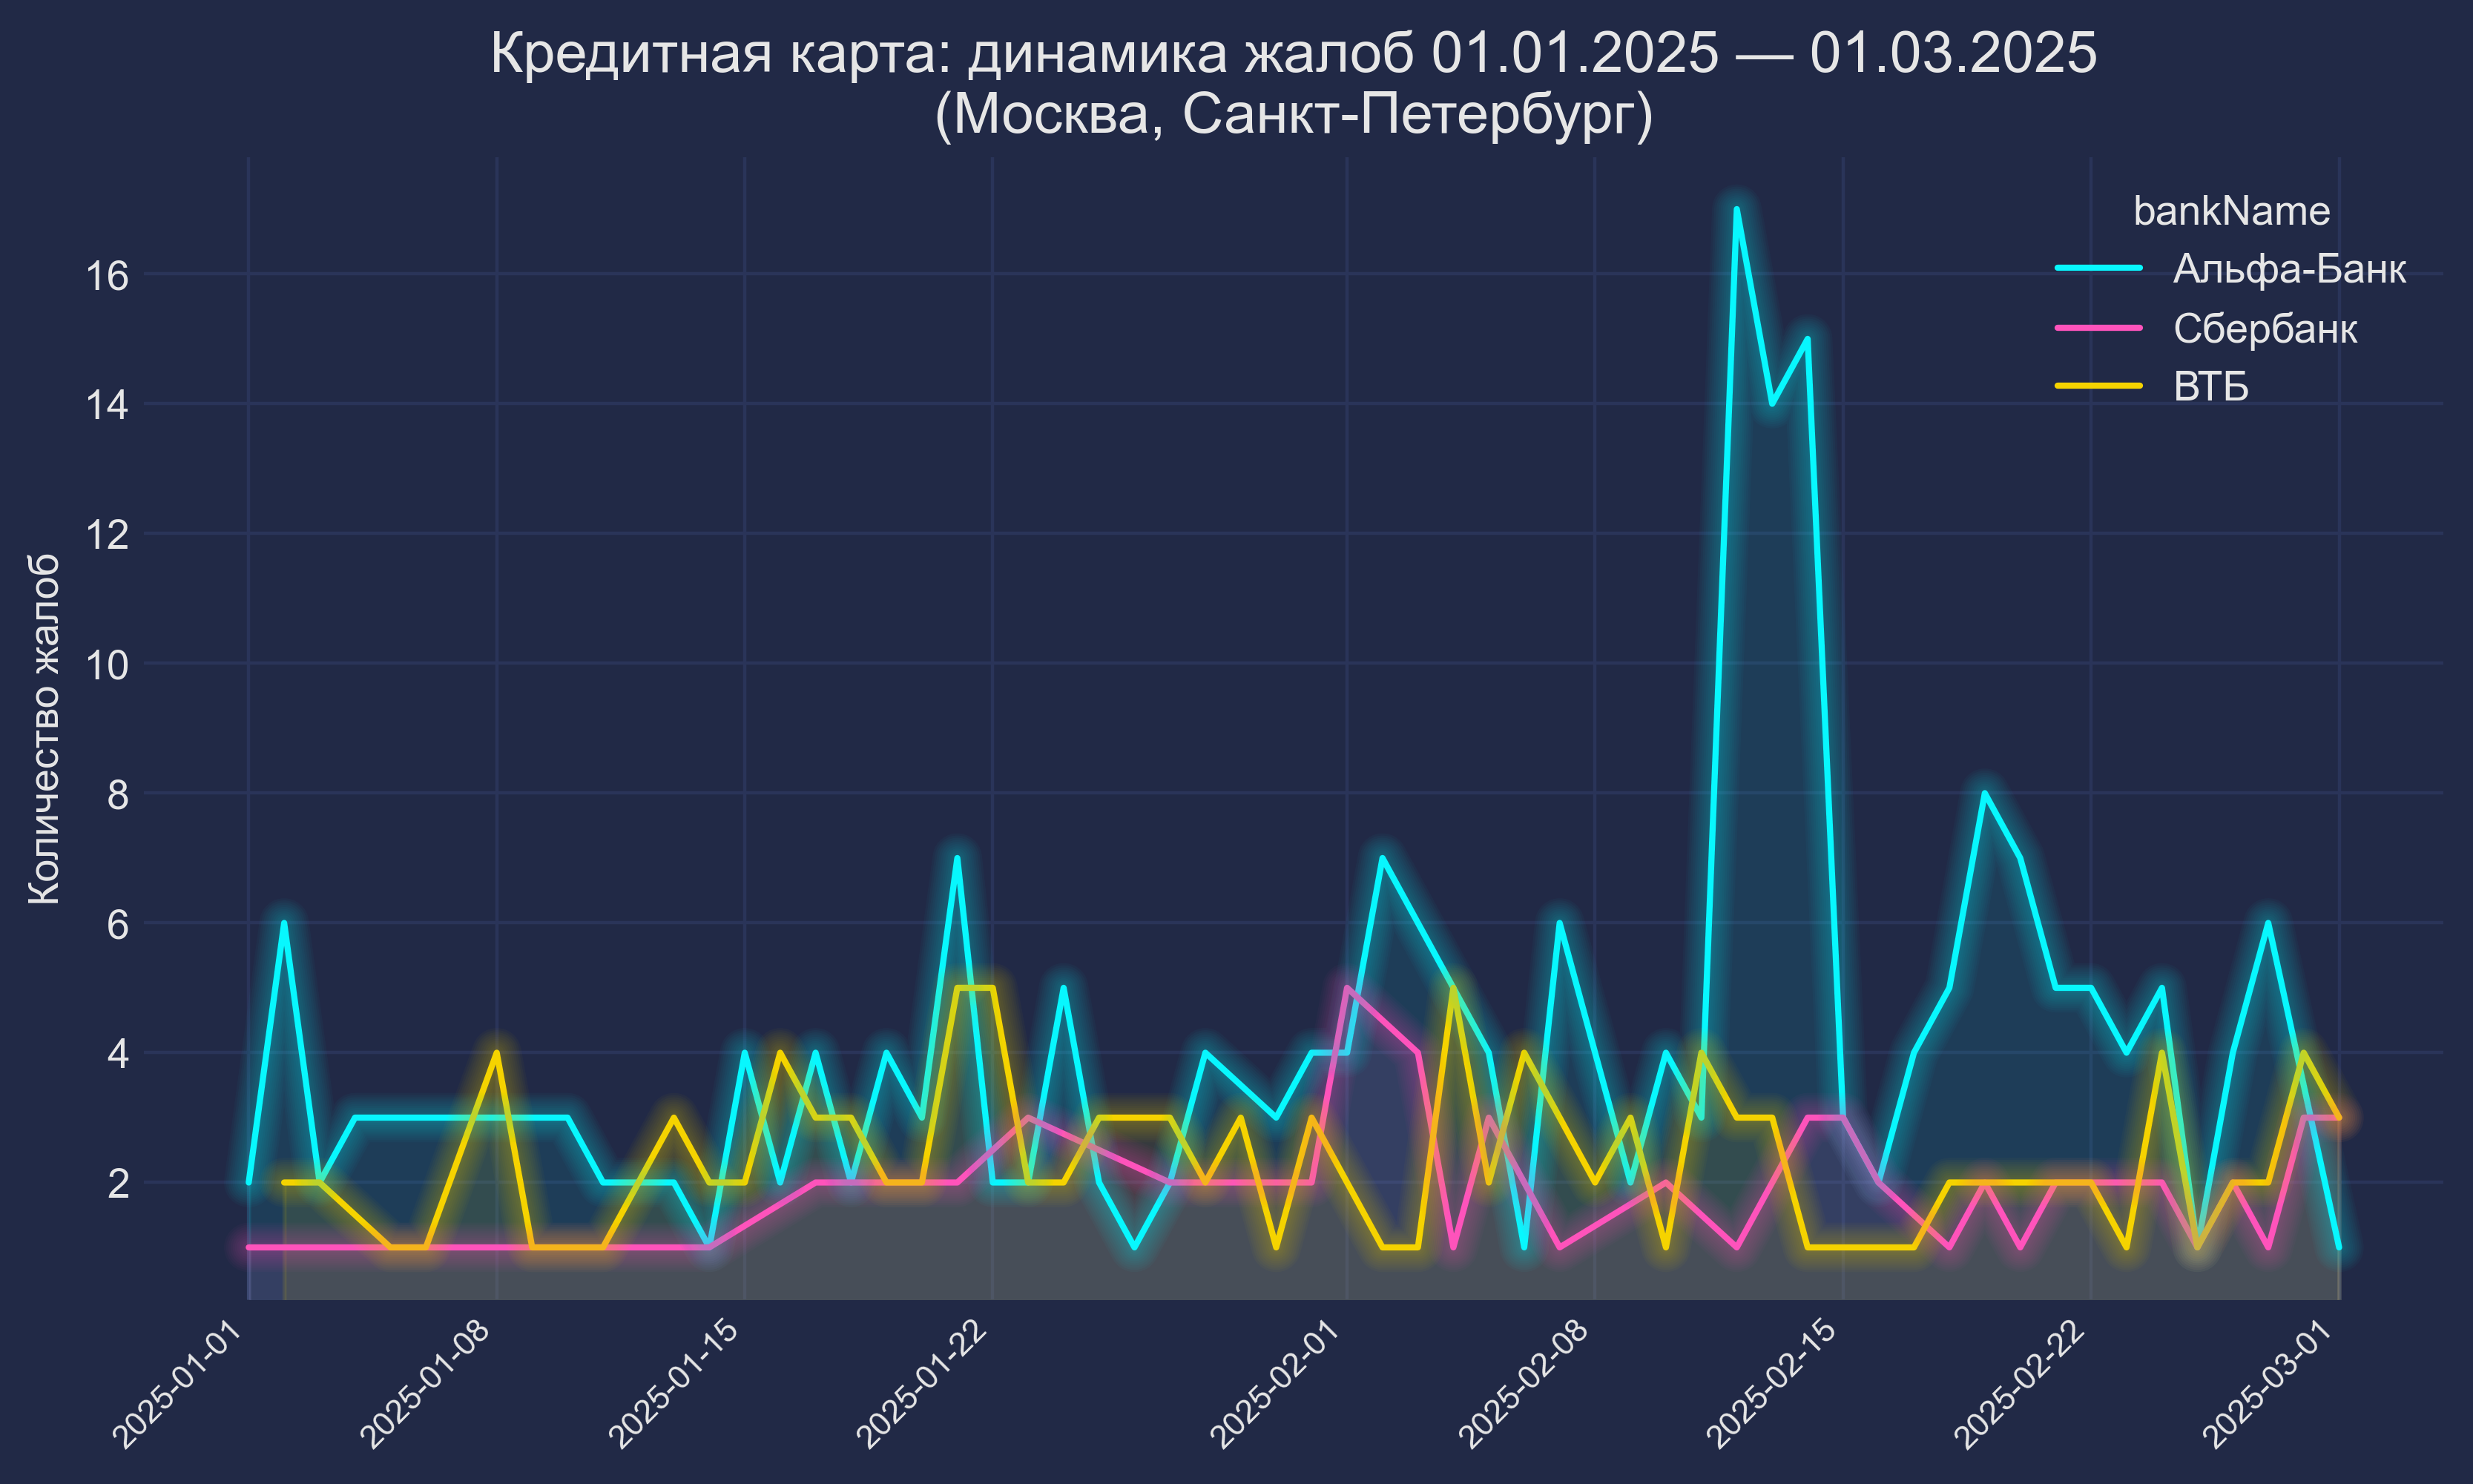 Кредитная карта: динамика жалоб 01.01.2025 — 01.03.2025
(Москва, Санкт-Петербург)
bankName
Альфа-Банк
Сбербанк
ВТБ
Количество жалоб
16
14
12
10
8
6
4
2
2025-01-01
2025-01-08
2025-01-15
2025-01-22
2025-02-01
2025-02-08
2025-02-15
2025-02-22
2025-03-01